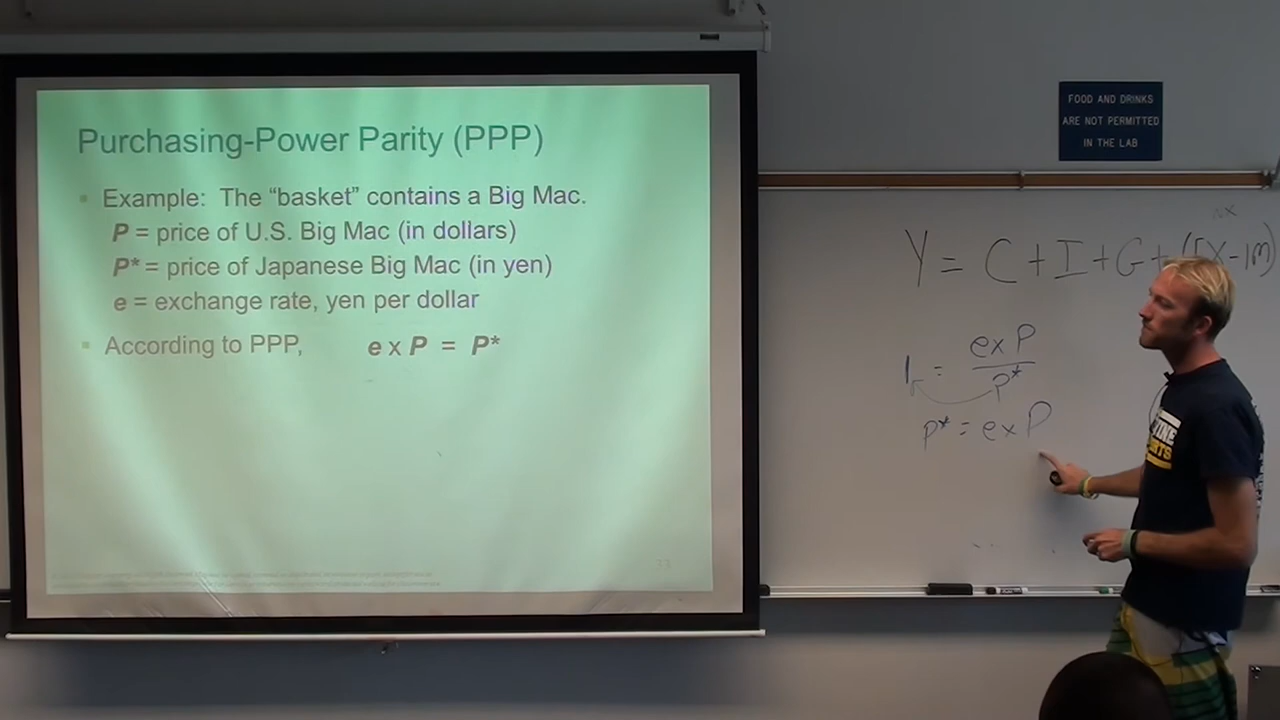 Purchasing-Power Parity (PPP)
Example: The “basket” contains a Big Mac.
P = price of U.S. Big Mac (in dollars)
P* = price of Japanese Big Mac (in yen)
e = exchange rate, yen per dollar
According to PPP, e x P = P*
33
FOOD AND DRINKS
ARE NOT PERMITTED
IN THE LAB
NX
Y = C + I + G + (EX - IM)
1 = e x P
P*
P* = e x P